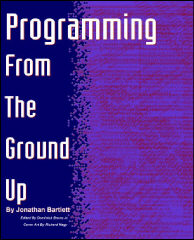 Programming
From
The
Ground
Up
By Jonathan Bartlett
Edited By Dominick Bruno Jr.
Cover Art By: Richard Nagy